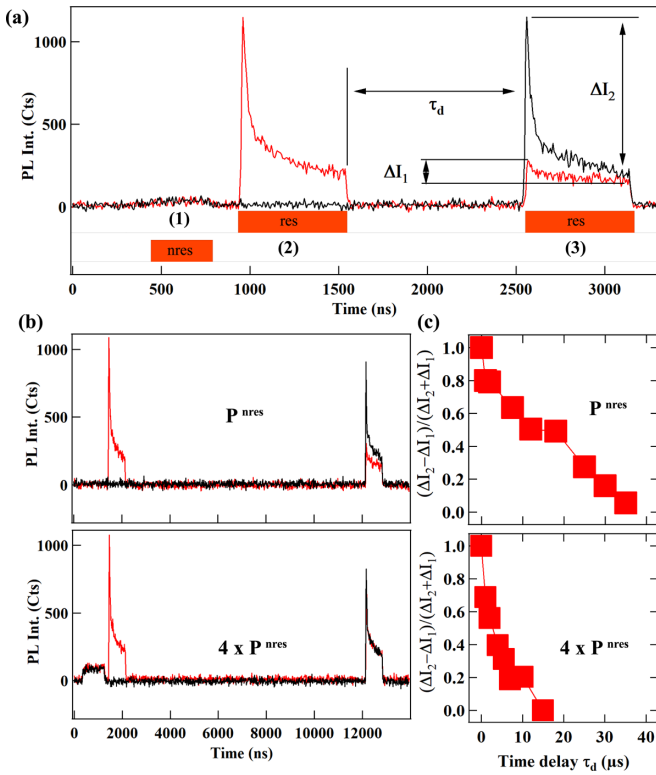 (a)
1000
500
0
PL Int. (Cts)
τd
ΔI1
ΔI2
(1)
res
(2)
res
(3)
nres
0
500
1000
1500
2000
2500
3000
Time (ns)
(b)
1000
500
0
PL Int. (Cts)
P nres
1000
500
0
PL Int. (Cts)
4 x P nres
0
2000
4000
6000
8000
10000
12000
Time (ns)
(c)
1.0
0.8
0.6
0.4
0.2
0.0
(ΔI2−ΔI1)/(ΔI2+ΔI1)
P nres
1.0
0.8
0.6
0.4
0.2
0.0
(ΔI2−ΔI1)/(ΔI2+ΔI1)
4 x P nres
0
10
20
30
40
Time delay τd (µs)